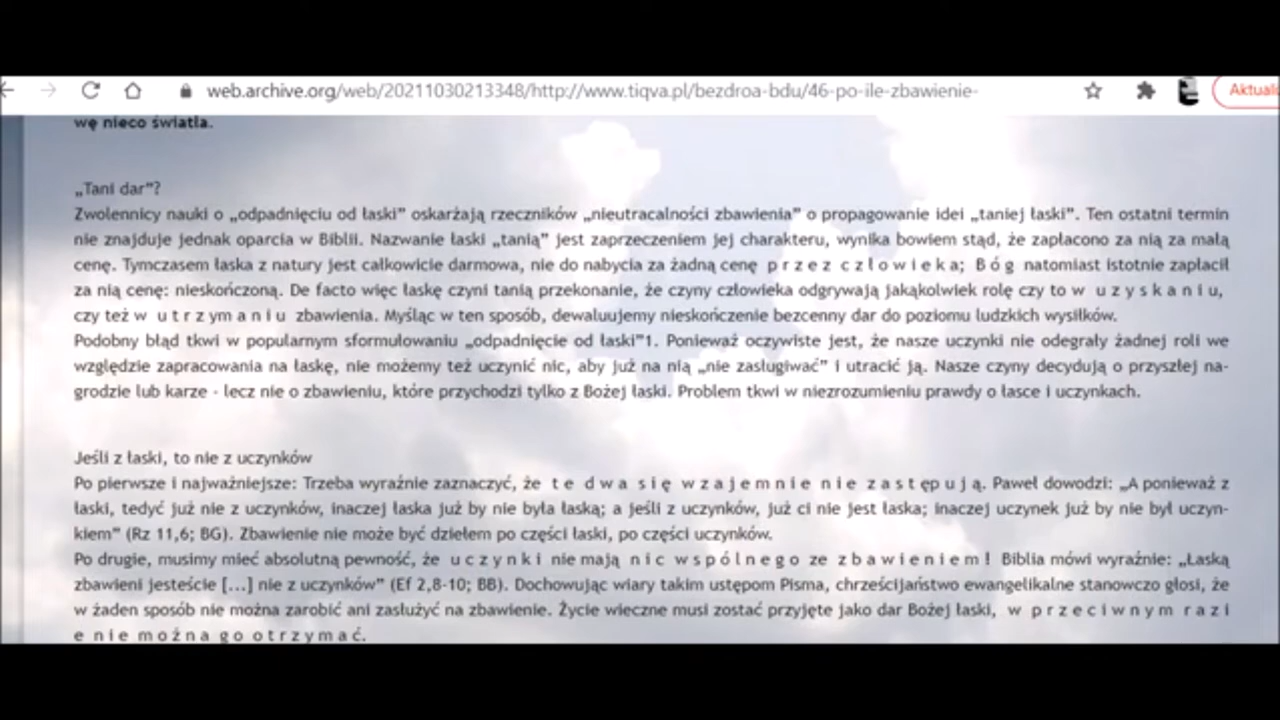 web.archive.org/web/20211030213348/http://www.tiqva.pl/bezdroa-bdu/46-po-ile-zbawienie-
Aktuali
wę nieco światła.
„Tani dar”?
Zwolennicy nauki o „odpadnięciu od łaski” oskarżają rzeczników „nieutracalności zbawienia” o propagowanie idei „taniej łaski”. Ten ostatni termin
nie znajduje jednak oparcia w Biblii. Nazwanie łaski „tanią” jest zaprzeczeniem jej charakteru, wynika bowiem stąd, że zapłacono za nią za małą
cenę. Tymczasem łaska z natury jest całkowicie darmowa, nie do nabycia za żadną cenę p r z e z c z ł o w i e k a; B ó g natomiast istotnie zapłacił
za nią cenę: nieskończoną. De facto więc łaskę czyni tanią przekonanie, że czyny człowieka odgrywają jakąkolwiek rolę czy to w u z y s k a n i u,
czy też w u t r z y m a n i u zbawienia. Myśląc w ten sposób, dewaluujemy nieskończenie bezcenny dar do poziomu ludzkich wysiłków.
Podobny błąd tkwi w popularnym sformułowaniu „odpadnięcie od łaski”1. Ponieważ oczywiste jest, że nasze uczynki nie odegrały żadnej roli we
względzie zapracowania na łaskę, nie możemy też uczynić nic, aby już na nią „nie zasługiwać” i utracić ją. Nasze czyny decydują o przyszłej na-
grodzie lub karze - lecz nie o zbawieniu, które przychodzi tylko z Bożej łaski. Problem tkwi w niezrozumieniu prawdy o łasce i uczynkach.
Jeśli z łaski, to nie z uczynków
Po pierwsze i najważniejsze: Trzeba wyraźnie zaznaczyć, że t e d w a s i ę w z a j e m n i e n i e z a s t ę p u j ą. Paweł dowodzi: „A ponieważ z
łaski, tedyć już nie z uczynków, inaczej łaska już by nie była łaską; a jeśli z uczynków, już ci nie jest łaska; inaczej uczynek już by nie był uczyn-
kiem” (Rz 11,6; BG). Zbawienie nie może być dziełem po części łaski, po części uczynków.
Po drugie, musimy mieć absolutną pewność, że u c z y n k i nie mają n i c w s p ó l n e g o ze z b a w i e n i e m ! Biblia mówi wyraźnie: „Łaską
zbawieni jesteście [...] nie z uczynków” (Ef 2,8-10; BB). Dochowując wiary takim ustępom Pisma, chrześcijaństwo ewangelikalne stanowczo głosi, że
w żaden sposób nie można zarobić ani zasłużyć na zbawienie. Życie wieczne musi zostać przyjęte jako dar Bożej łaski, w p r z e c i w n y m r a z i
e n i e m o ż n a g o o t r z y m a ć.